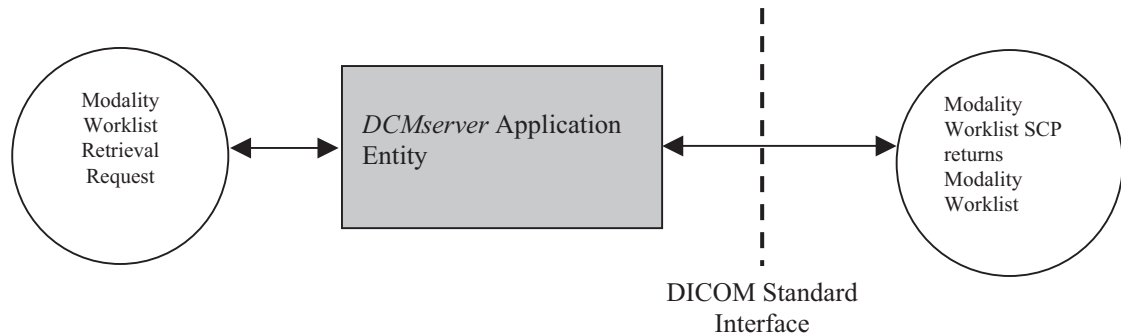 Modality
Worklist
Retrieval
Request
DCMserver Application
Entity
Modality
Worklist SCP
returns
Modality
Worklist
DICOM Standard
Interface